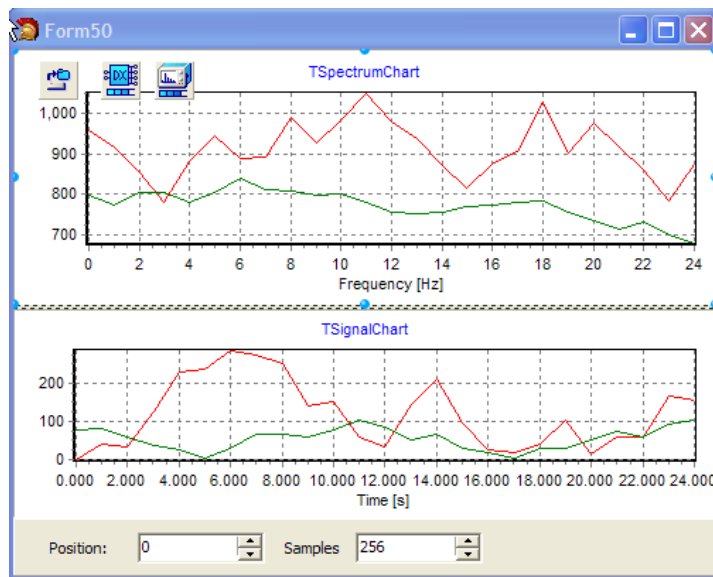 Form50
TSpectrumChart
DX
1,000
900
800
700
0 2 4 6 8 10 12 14 16 18 20 22 24
Frequency [Hz]
TSignalChart
200
100
0
0.000 2.000 4.000 6.000 8.000 10.000 12.000 14.000 16.000 18.000 20.000 22.000 24.000
Time [s]
Position: 0 Samples 256